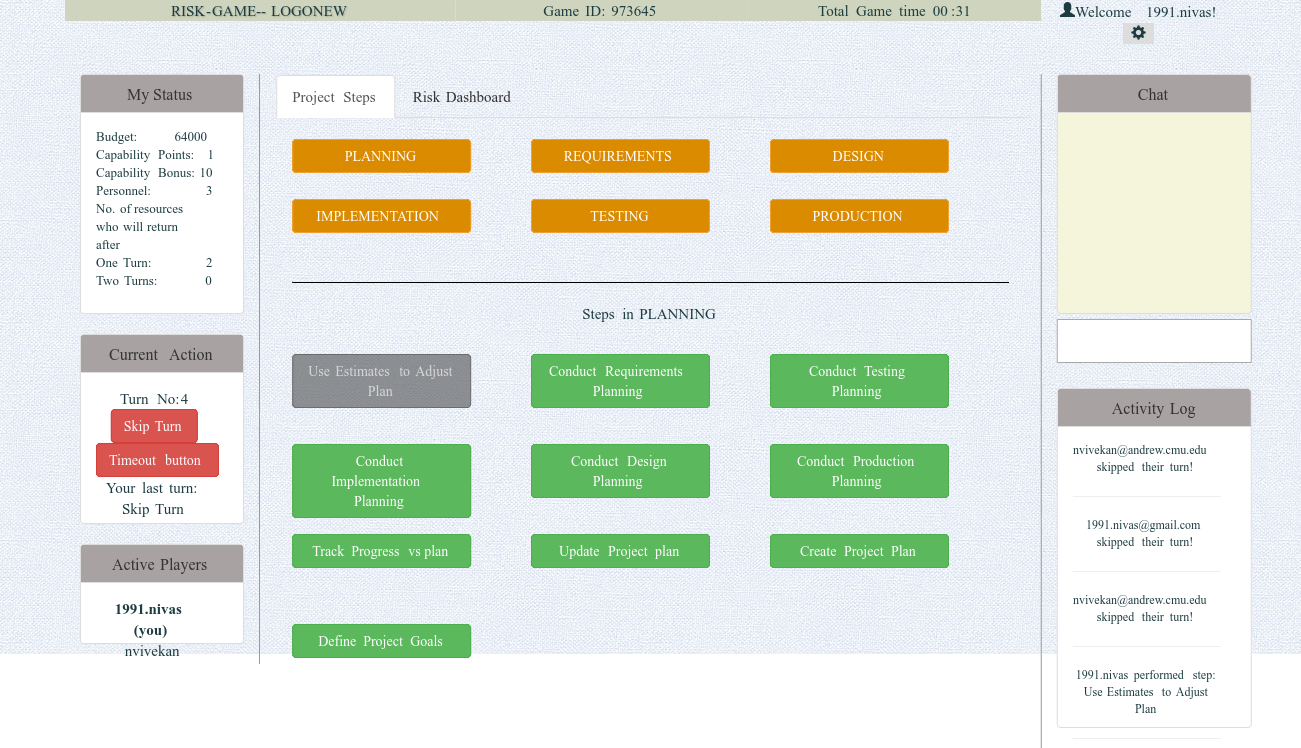 RISK-GAME-- LOGONEW
Game ID: 973645
Total Game time 00:31
Welcome 1991.nivas!
My Status
Budget: 64000
Capability Points: 1
Capability Bonus: 10
Personnel: 3
No. of resources
who will return
after
One Turn: 2
Two Turns: 0
Current Action
Turn No:4
Skip Turn
Timeout button
Your last turn:
Skip Turn
Active Players
1991.nivas
(you)
nvivekan
Project Steps
Risk Dashboard
PLANNING
REQUIREMENTS
DESIGN
IMPLEMENTATION
TESTING
PRODUCTION
Steps in PLANNING
Use Estimates to Adjust
Plan
Conduct Requirements
Planning
Conduct Testing
Planning
Conduct
Implementation
Planning
Conduct Design
Planning
Conduct Production
Planning
Track Progress vs plan
Update Project plan
Create Project Plan
Define Project Goals
Chat
Activity Log
nvivekan@andrew.cmu.edu
skipped their turn!
1991.nivas@gmail.com
skipped their turn!
nvivekan@andrew.cmu.edu
skipped their turn!
1991.nivas performed step:
Use Estimates to Adjust
Plan